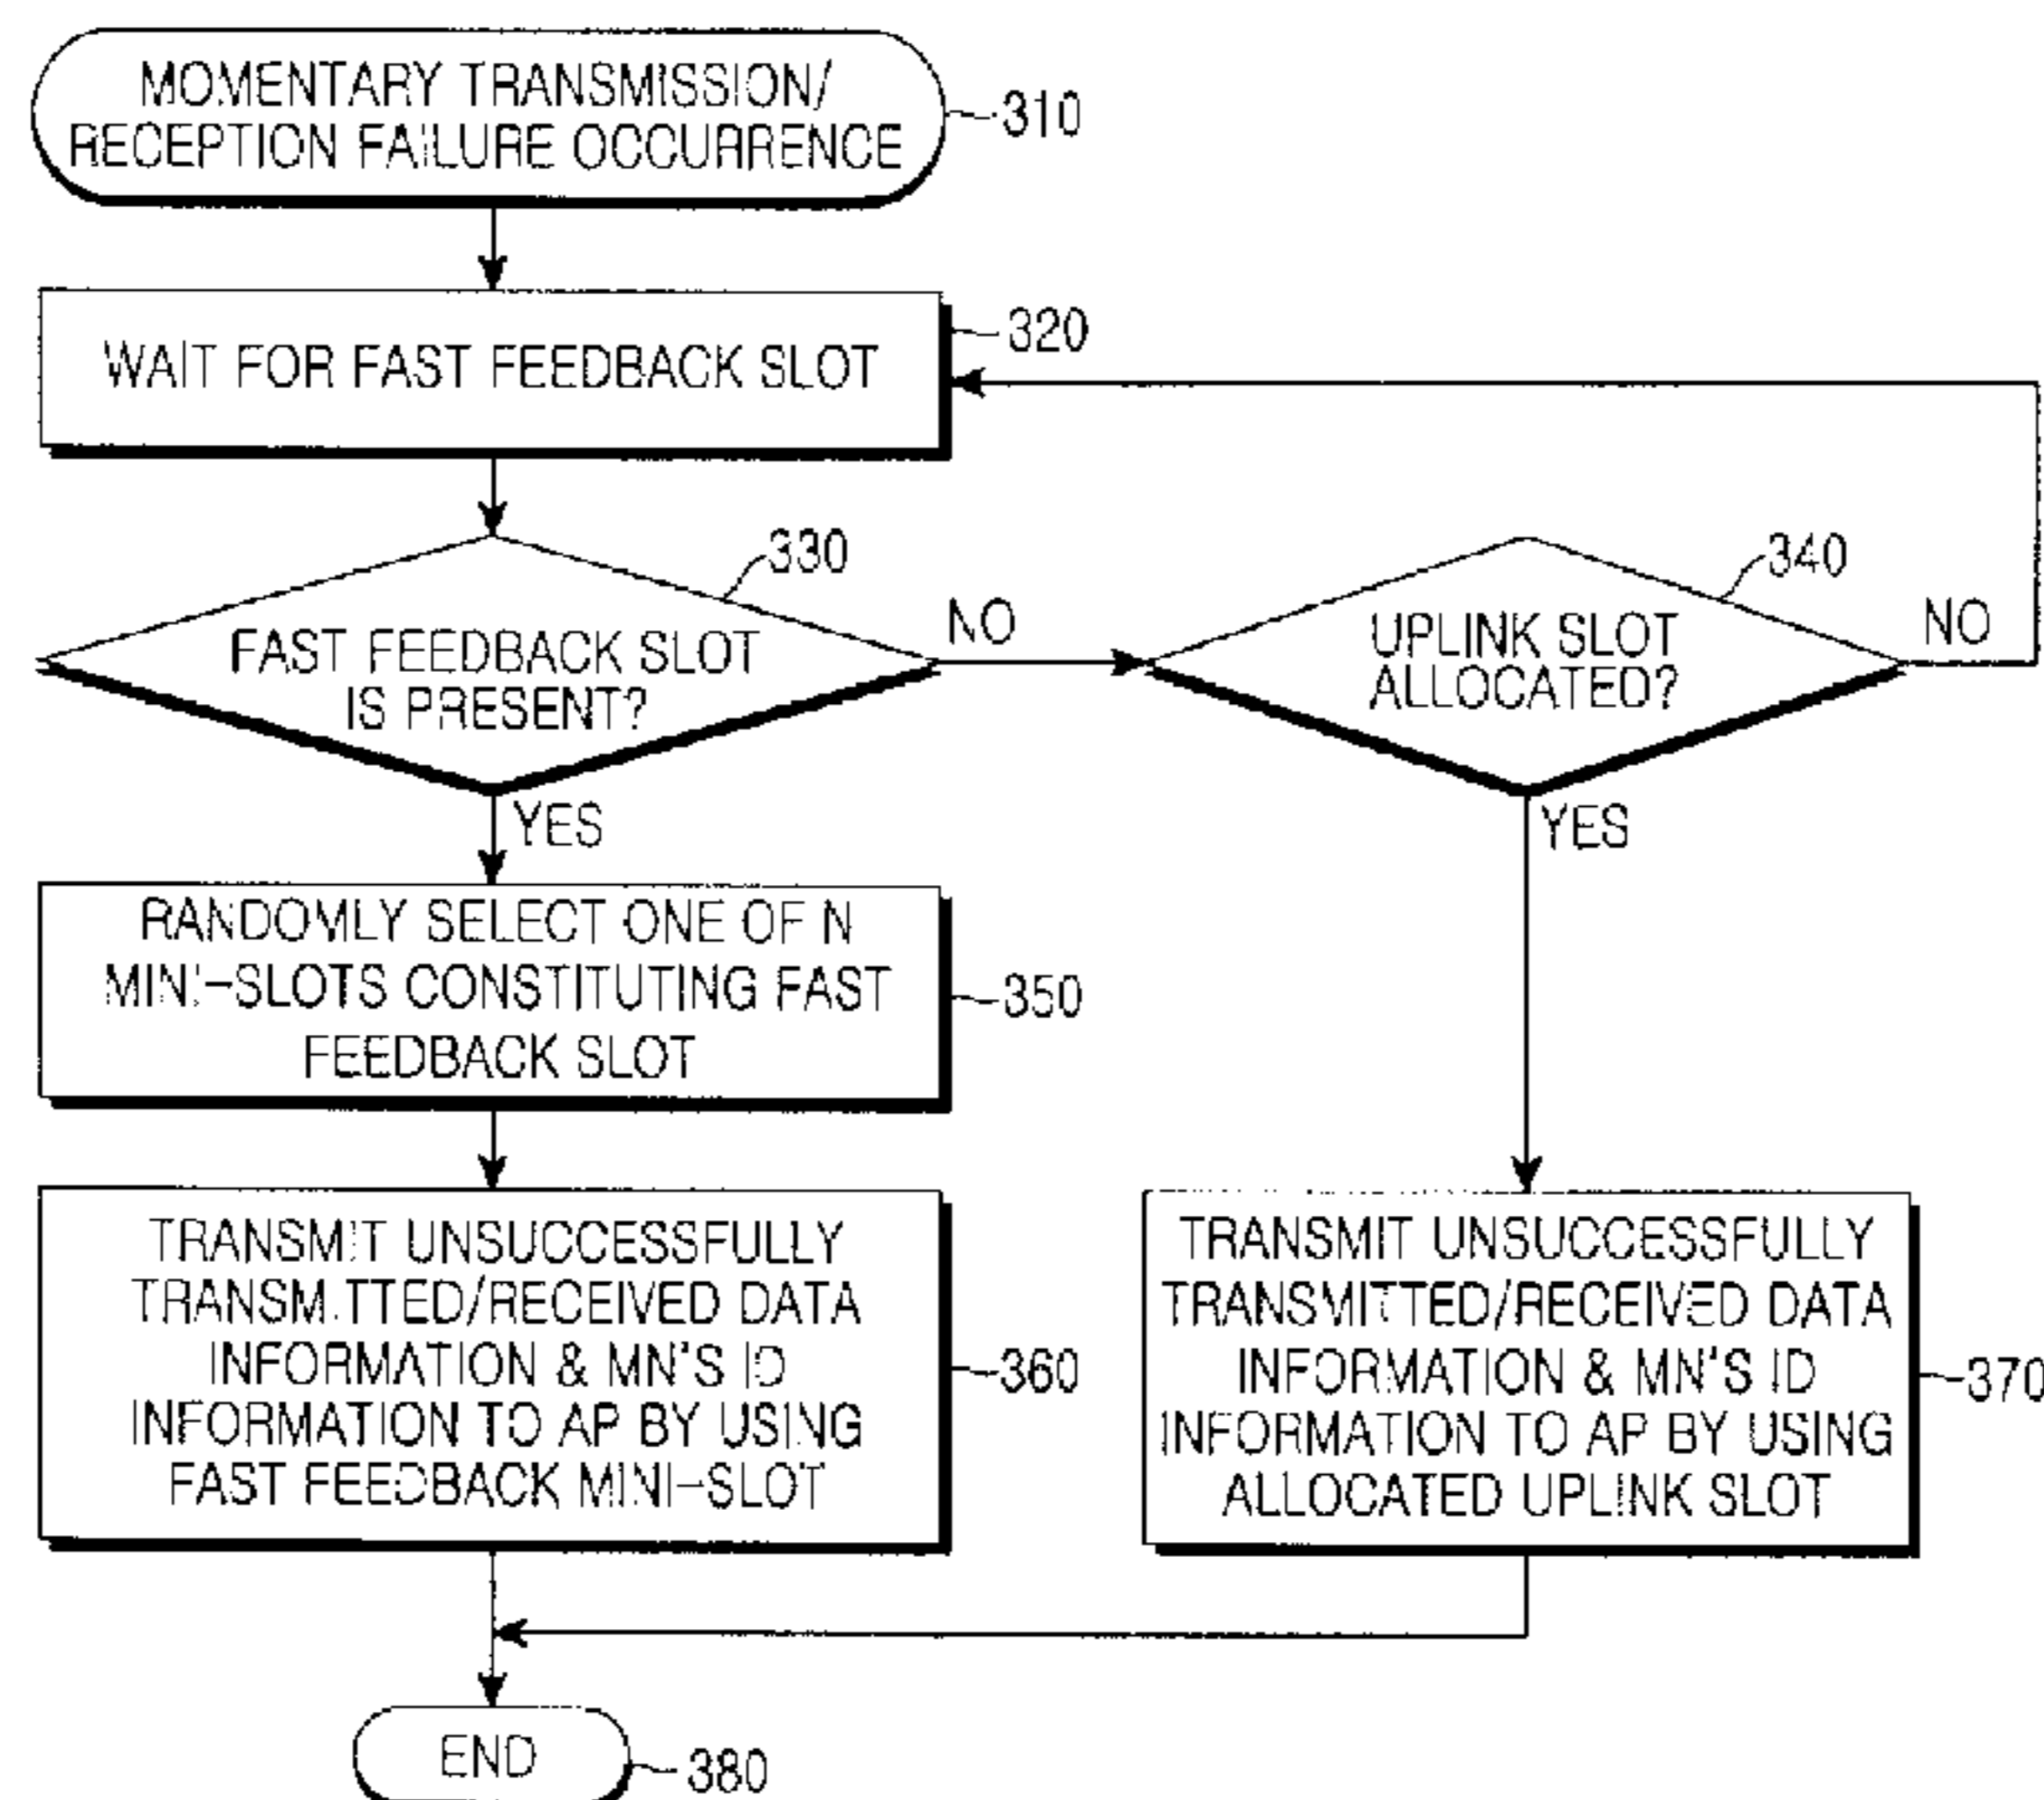 MOMENTARY TRANSMISSION/
RECEPTION FAILURE OCCURRENCE
310
WAIT FOR FAST FEEDBACK SLOT
320
FAST FEEDBACK SLOT
IS PRESENT?
330
NO
YES
UPLINK SLOT
ALLOCATED?
340
NO
YES
RANDOMLY SELECT ONE OF N
MINI-SLOTS CONSTITUTING FAST
FEEDBACK SLOT
350
TRANSMIT UNSUCCESSFULLY
TRANSMITTED/RECEIVED DATA
INFORMATION & MN'S ID
INFORMATION TO AP BY USING
FAST FEEDBACK MINI-SLOT
360
TRANSMIT UNSUCCESSFULLY
TRANSMITTED/RECEIVED DATA
INFORMATION & MN'S ID
INFORMATION TO AP BY USING
ALLOCATED UPLINK SLOT
370
END
380